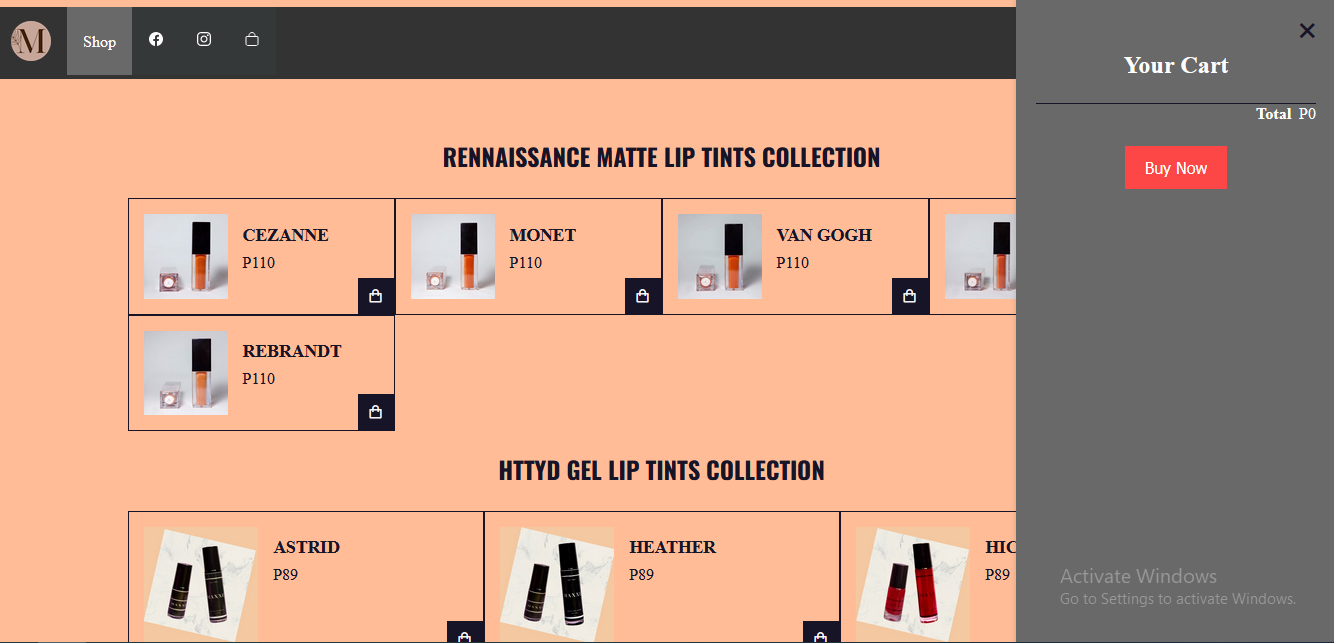 M
Shop
Your Cart
Total P0
Buy Now
RENNAISSANCE MATTE LIP TINTS COLLECTION
CEZANNE
P110
MONET
P110
VAN GOGH
P110
REBRANDT
P110
HTTYD GEL LIP TINTS COLLECTION
ASTRID
P89
HEATHER
P89
HIC
P89
Activate Windows
Go to Settings to activate Windows.